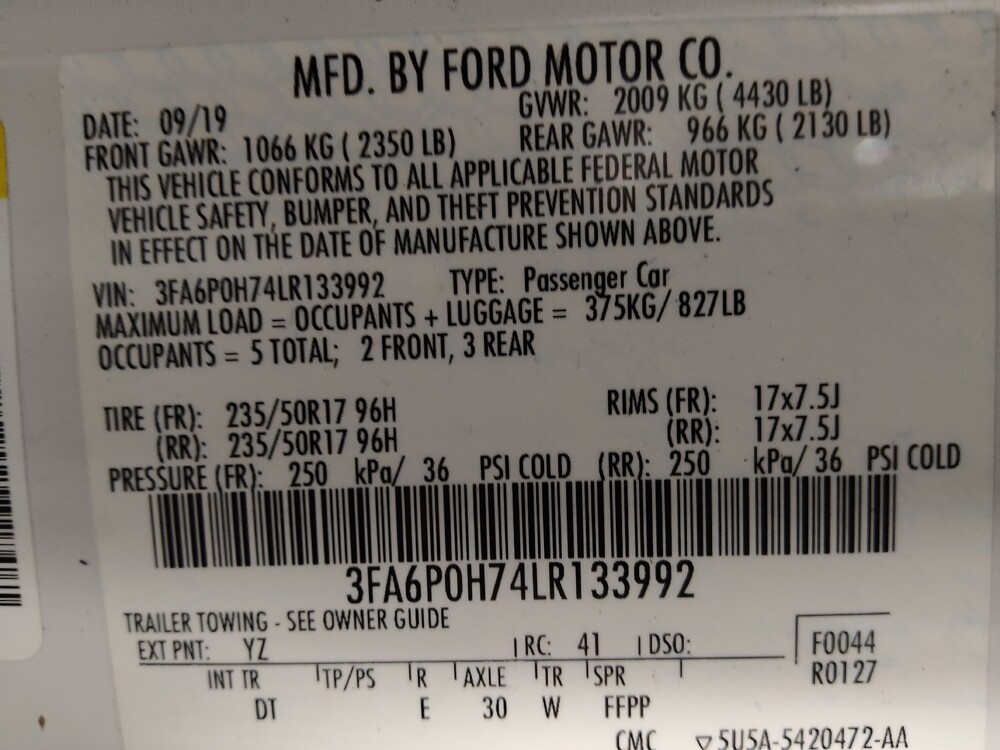 MFD. BY FORD MOTOR CO.
DATE: 09/19 GVWR: 2009 KG ( 4430 LB)
FRONT GAWR: 1066 KG ( 2350 LB) REAR GAWR: 966 KG ( 2130 LB)
THIS VEHICLE CONFORMS TO ALL APPLICABLE FEDERAL MOTOR
VEHICLE SAFETY, BUMPER, AND THEFT PREVENTION STANDARDS
IN EFFECT ON THE DATE OF MANUFACTURE SHOWN ABOVE.
VIN: 3FA6P0H74LR133992 TYPE: Passenger Car
MAXIMUM LOAD = OCCUPANTS + LUGGAGE = 375KG/ 827LB
OCCUPANTS = 5 TOTAL; 2 FRONT, 3 REAR
TIRE (FR): 235/50R17 96H RIMS (FR): 17x7.5J
(RR): 235/50R17 96H (RR): 17x7.5J
PRESSURE (FR): 250 kPa/ 36 PSI COLD (RR): 250 kPa/ 36 PSI COLD
3FA6P0H74LR133992
TRAILER TOWING - SEE OWNER GUIDE
EXT PNT: YZ RC: 41 DSO: F0044
INT TR TP/PS R AXLE TR SPR R0127
DT E 30 W FFPP
CMC ▽5U5A-5420472-AA